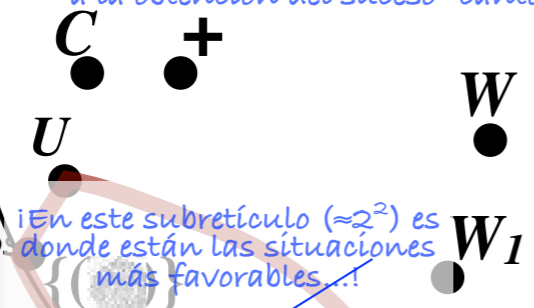 C +
W
U
¡En este subretículo (≈2²) es
donde están las situaciones
W₁
más favorables...!